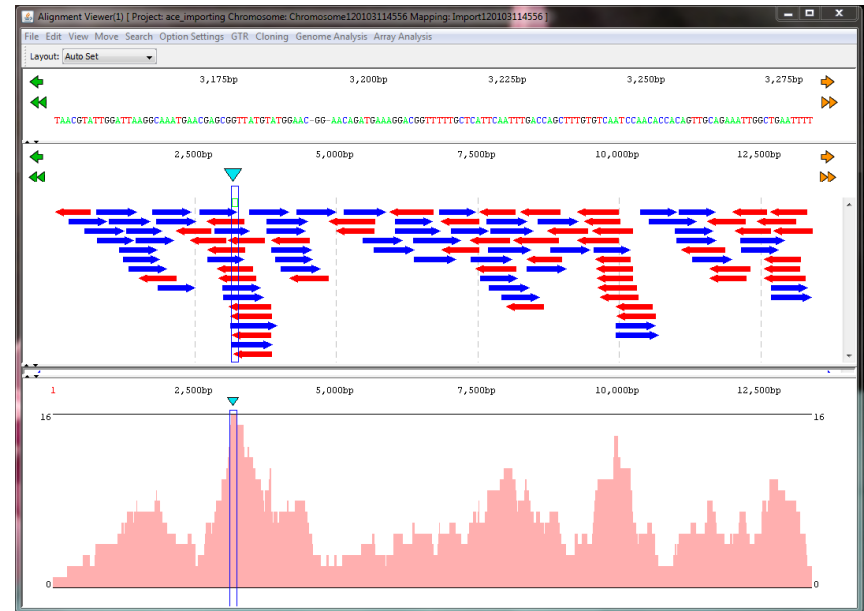 Alignment Viewer(1) [ Project: ace_importing Chromosome: Chromosome120103114556 Mapping: Import120103114556 ]
File Edit View Move Search Option Settings GTR Cloning Genome Analysis Array Analysis
Layout: Auto Set
3,175bp 3,200bp 3,225bp 3,250bp 3,275bp
TAACGTATTGGATTAAGGCAAATGAACGAGCGGTTATGTATGGAAC-GG-AACAGATGAAAGGACGGTTTTTGCTCATTCAATTTGACCAGCTTTGTGTCAATCCAACACCACAGTTGCAGAAATTGGCTGAATTTT
2,500bp 5,000bp 7,500bp 10,000bp 12,500bp
1 2,500bp 5,000bp 7,500bp 10,000bp 12,500bp
16 16
0 0